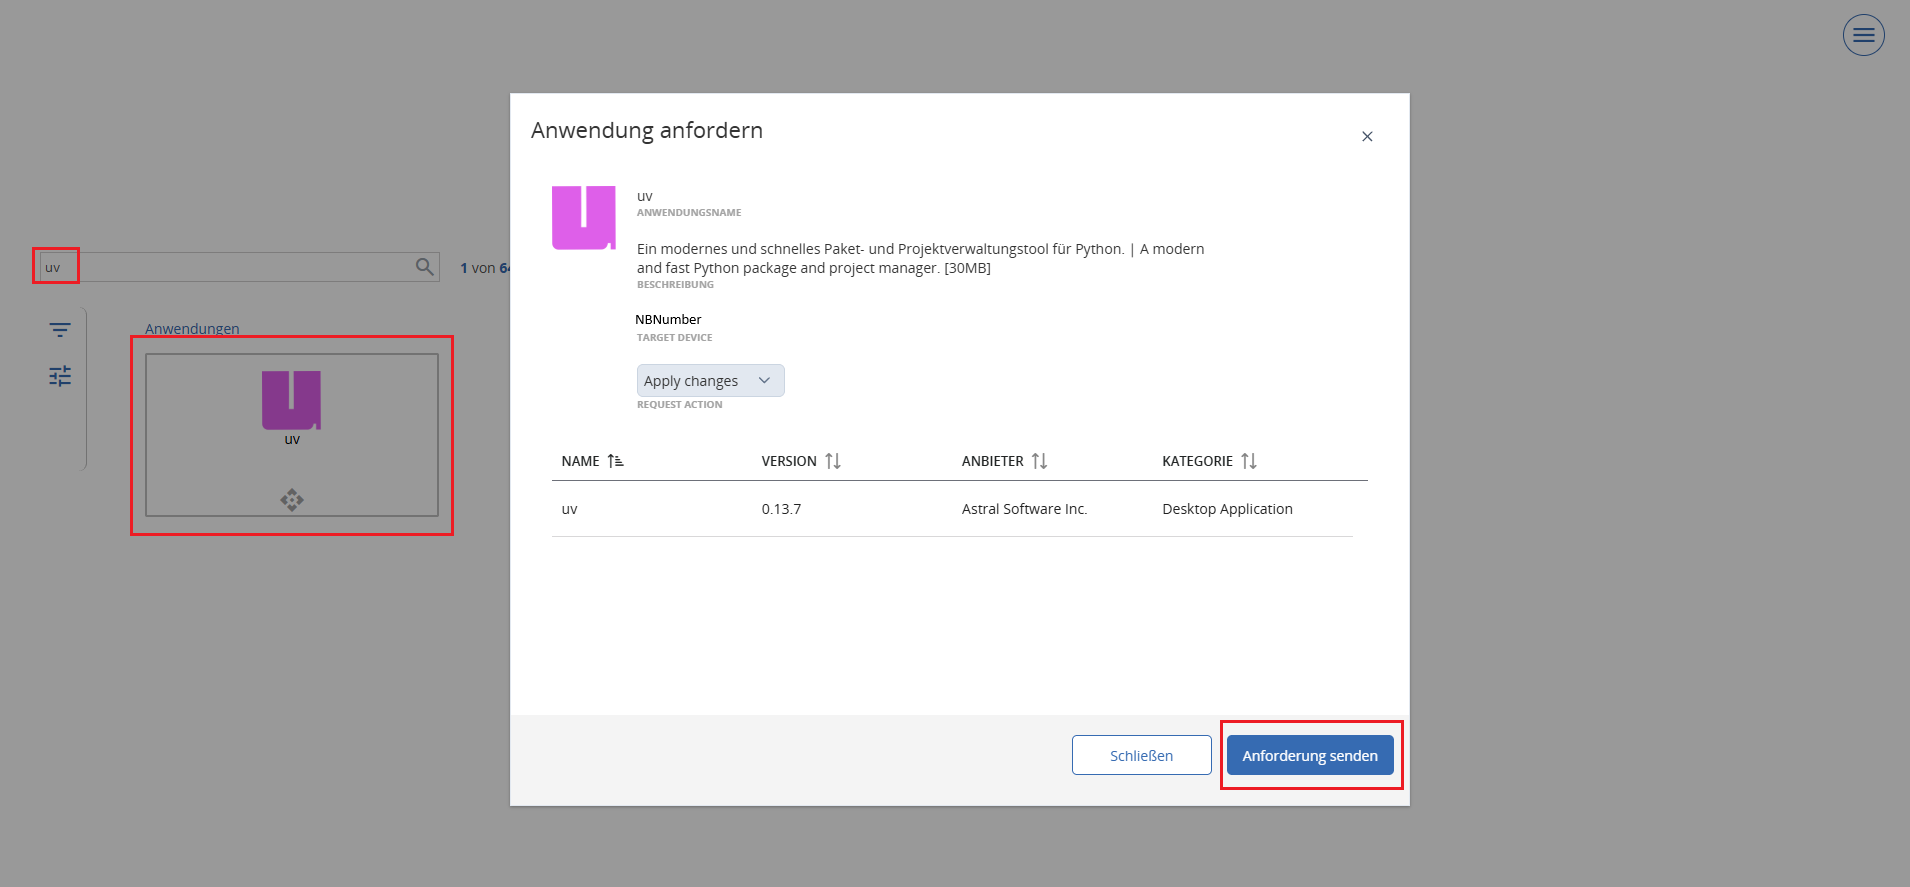 Anwendung anfordern
uv
ANWENDUNGSNAME
Ein modernes und schnelles Paket- und Projektverwaltungstool für Python. | A modern
and fast Python package and project manager. [30MB]
BESCHREIBUNG
NBNumber
TARGET DEVICE
Apply changes
REQUEST ACTION
NAME VERSION ANBIETER KATEGORIE
uv 0.13.7 Astral Software Inc. Desktop Application
Schließen Anforderung senden
uv
1 von 64
Anwendungen
uv